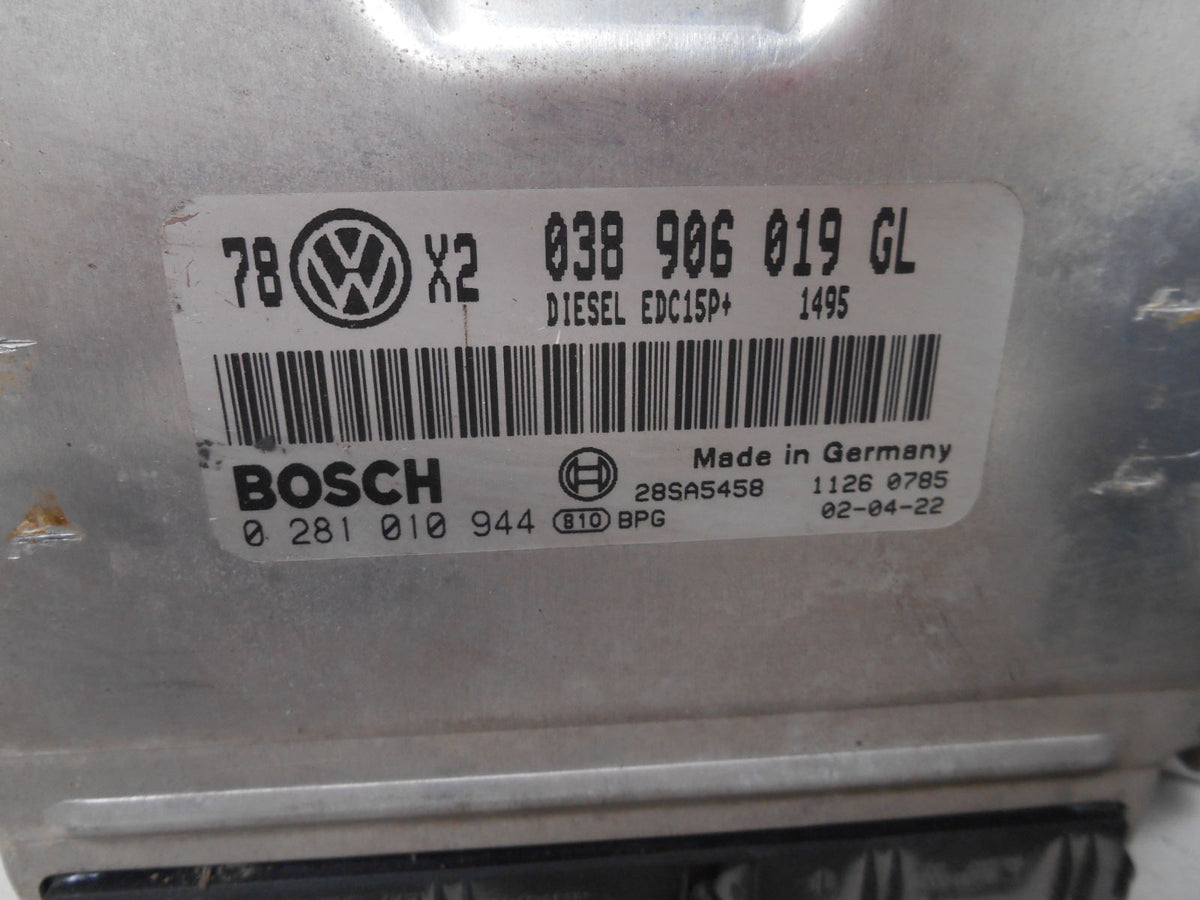 78 VW X2 038 906 019 GL
DIESEL EDC15P+ 1495
BOSCH
Made in Germany
28SA5458 1126 0785
0 281 010 944 810 BPG 02-04-22